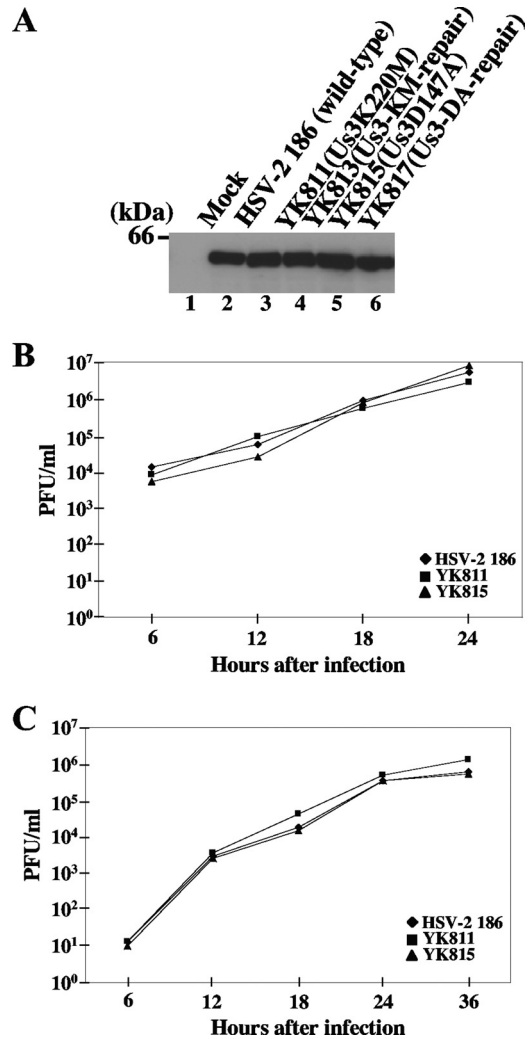 A
Mock
HSV-2 186 (wild-type)
YK811(Us3K220M)
YK813(Us3-KM-repair)
YK815(Us3D147A)
YK817(Us3-DA-repair)
(kDa)
66
1 2 3 4 5 6
B
PFU/ml
10⁷
10⁶
10⁵
10⁴
10³
10²
10¹
10⁰
HSV-2 186
YK811
YK815
6 12 18 24
Hours after infection
C
PFU/ml
10⁷
10⁶
10⁵
10⁴
10³
10²
10¹
10⁰
HSV-2 186
YK811
YK815
6 12 18 24 36
Hours after infection